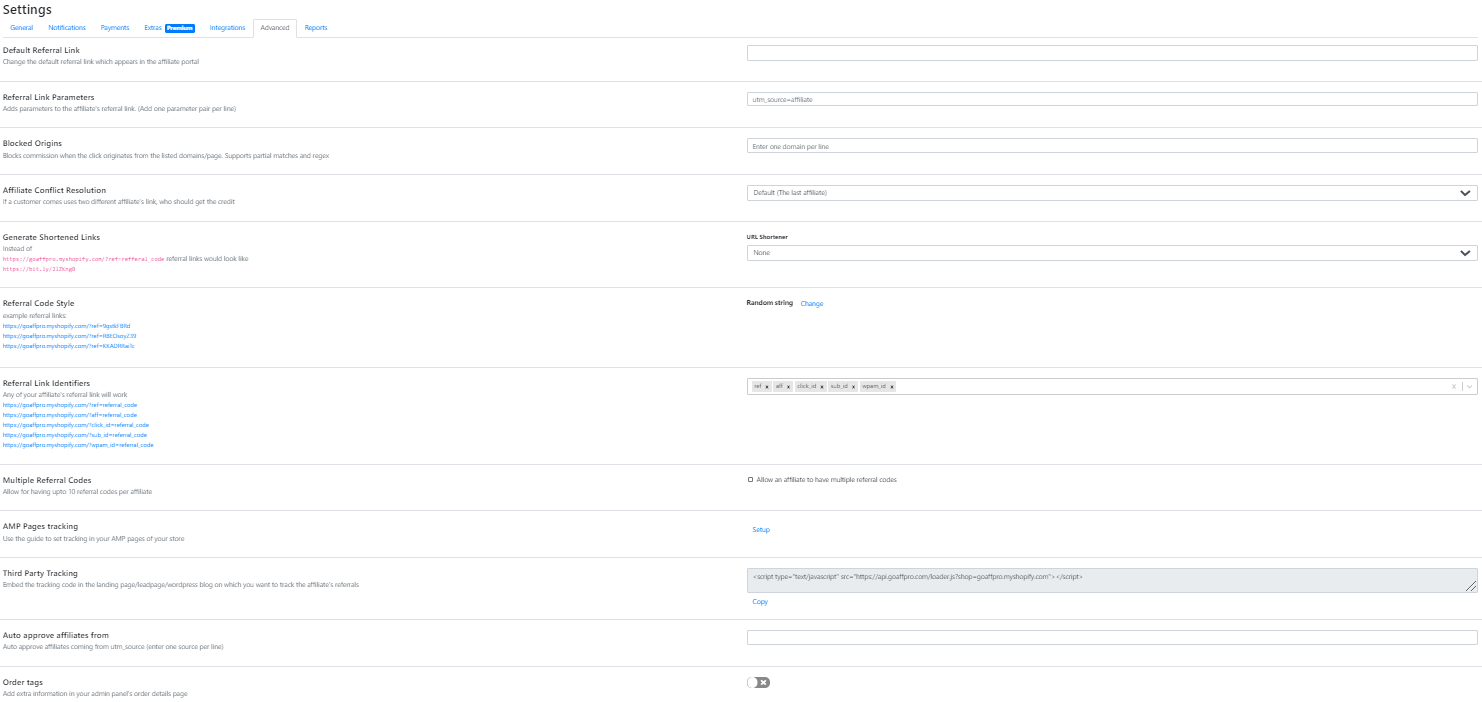 Settings
General Notifications Payments Extras Premium Integrations Advanced Reports
Default Referral Link
Change the default referral link which appears in the affiliate portal
Referral Link Parameters
Adds parameters to the affiliate's referral link. (Add one parameter pair per line)
utm_source=affiliate
Blocked Origins
Blocks commission when the click originates from the listed domains/page. Supports partial matches and regex
Enter one domain per line
Affiliate Conflict Resolution
If a customer comes uses two different affiliate's link, who should get the credit
Default (The last affiliate)
Generate Shortened Links
Instead of
https://goaffpro.myshopify.com/?ref=refferal_code referral links would look like
https://bit.ly/2IZKngB
URL Shortener
None
Referral Code Style
example referral links:
https://goaffpro.myshopify.com/?ref=9gstkFBRd
https://goaffpro.myshopify.com/?ref=RBEOsoyZ39
https://goaffpro.myshopify.com/?ref=KKADRRai7c
Random string Change
Referral Link Identifiers
Any of your affiliate's referral link will work
https://goaffpro.myshopify.com/?ref=referral_code
https://goaffpro.myshopify.com/?aff=referral_code
https://goaffpro.myshopify.com/?click_id=referral_code
https://goaffpro.myshopify.com/?sub_id=referral_code
https://goaffpro.myshopify.com/?wpam_id=referral_code
ref x aff x click_id x sub_id x wpam_id x
Multiple Referral Codes
Allow for having upto 10 referral codes per affiliate
Allow an affiliate to have multiple referral codes
AMP Pages tracking
Use the guide to set tracking in your AMP pages of your store
Setup
Third Party Tracking
Embed the tracking code in the landing page/leadpage/wordpress blog on which you want to track the affiliate's referrals
<script type="text/javascript" src="https://api.goaffpro.com/loader.js?shop=goaffpro.myshopify.com"></script>
Copy
Auto approve affiliates from
Auto approve affiliates coming from utm_source (enter one source per line)
Order tags
Add extra information in your admin panel's order details page